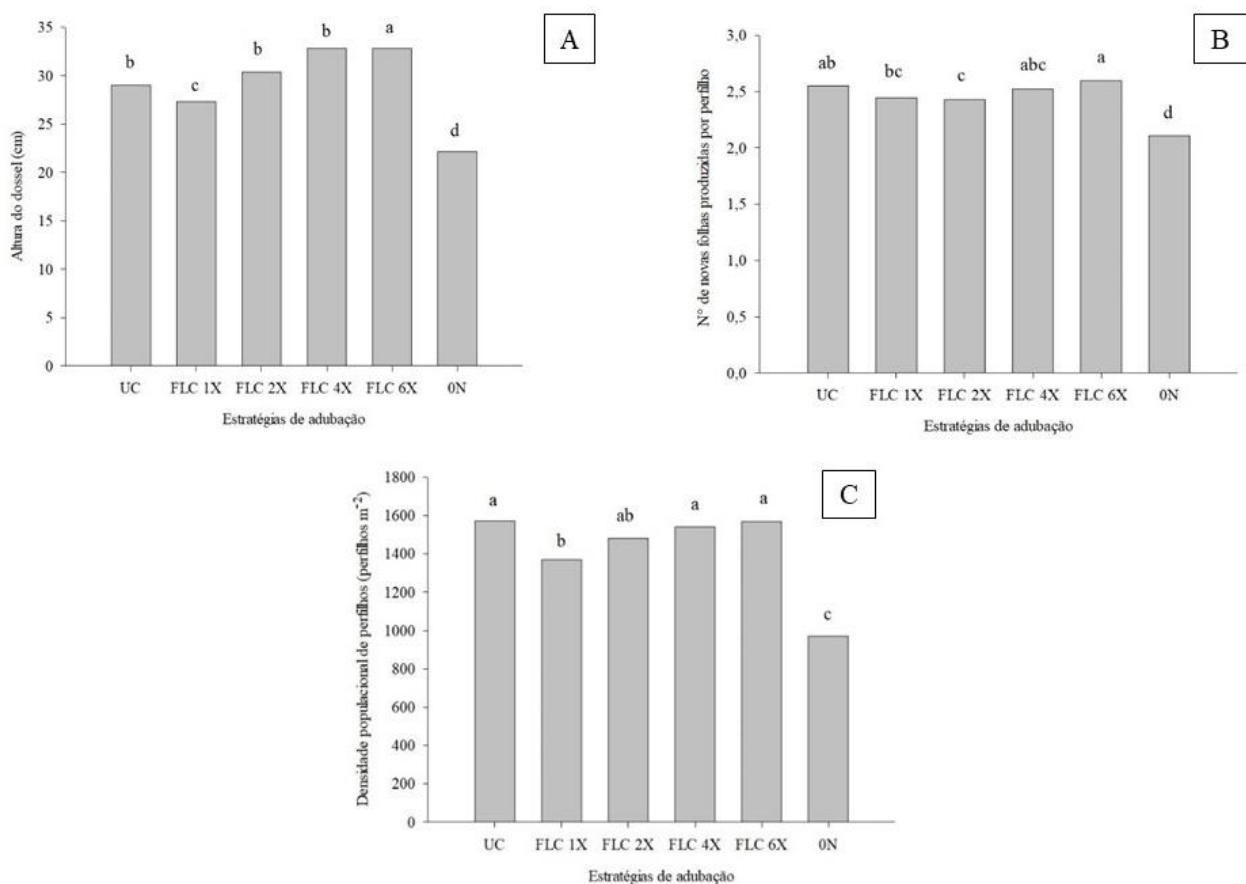 A
Altura do dossel (cm)
35
30
25
20
15
10
5
0
b
c
b
b
a
d
UC
FLC 1X
FLC 2X
FLC 4X
FLC 6X
0N
Estratégias de adubação
B
N° de novas folhas produzidas por perfilho
3,0
2,5
2,0
1,5
1,0
0,5
0,0
ab
bc
c
abc
a
d
UC
FLC 1X
FLC 2X
FLC 4X
FLC 6X
0N
Estratégias de adubação
C
Densidade populacional de perfilhos (perfilhos m⁻²)
1800
1600
1400
1200
1000
800
600
400
200
0
a
b
ab
a
a
c
UC
FLC 1X
FLC 2X
FLC 4X
FLC 6X
0N
Estratégias de adubação